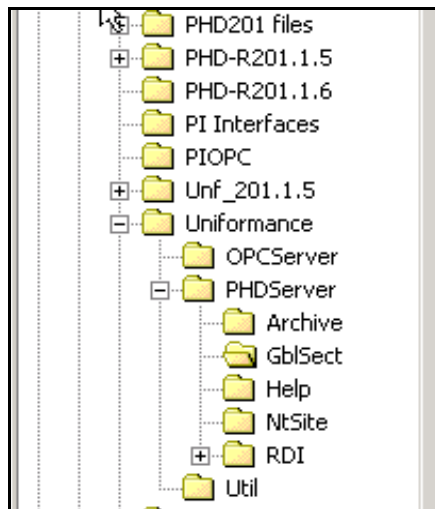 PHD201 files
PHD-R201.1.5
PHD-R201.1.6
PI Interfaces
PIOPC
Unf_201.1.5
Uniformance
OPCServer
PHDServer
Archive
GblSect
Help
NtSite
RDI
Util